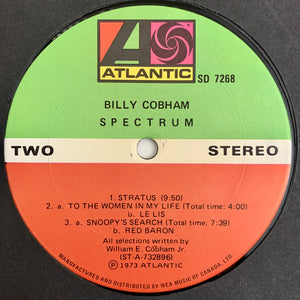 ATLANTIC
SD 7268
BILLY COBHAM
SPECTRUM
TWO STEREO
1. STRATUS (9:50)
2. a. TO THE WOMEN IN MY LIFE (Total time: 4:00)
b. LE LIS
3. a. SNOOPY'S SEARCH (Total time: 7:39)
b. RED BARON
All selections written by
William E. Cobham Jr.
(ST-A-732896)
Ⓟ 1973 ATLANTIC
MANUFACTURED AND DISTRIBUTED BY WEA MUSIC OF CANADA, LTD.